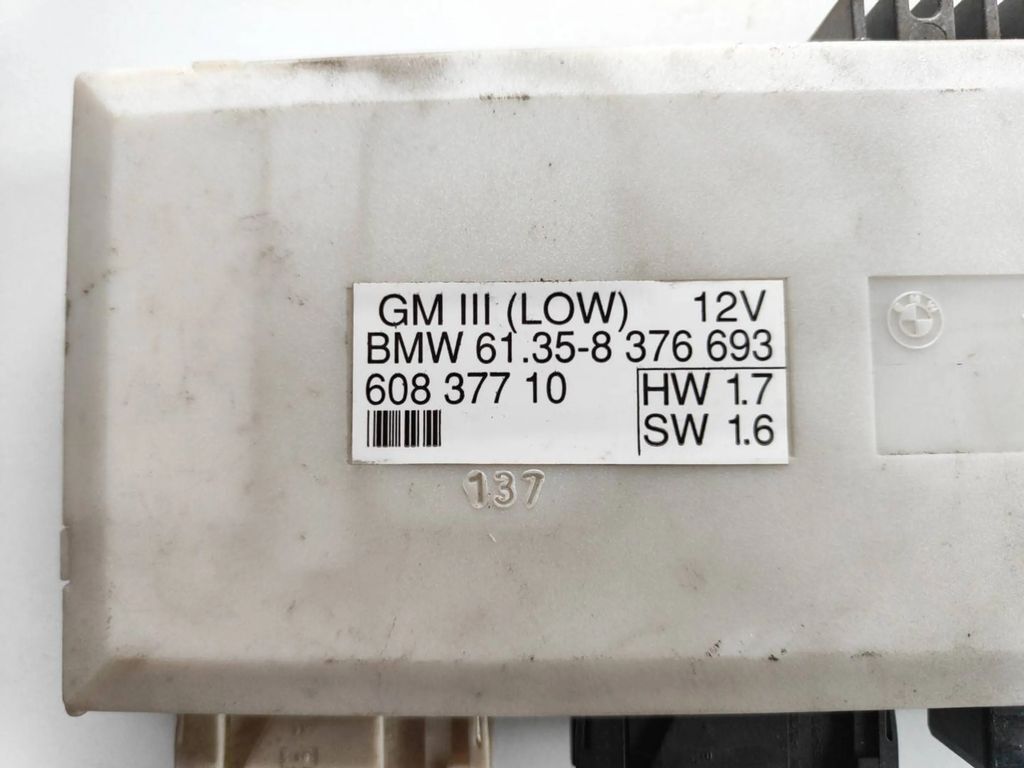 GM III (LOW) 12V
BMW 61.35-8 376 693
608 377 10
HW 1.7
SW 1.6
137
BMW